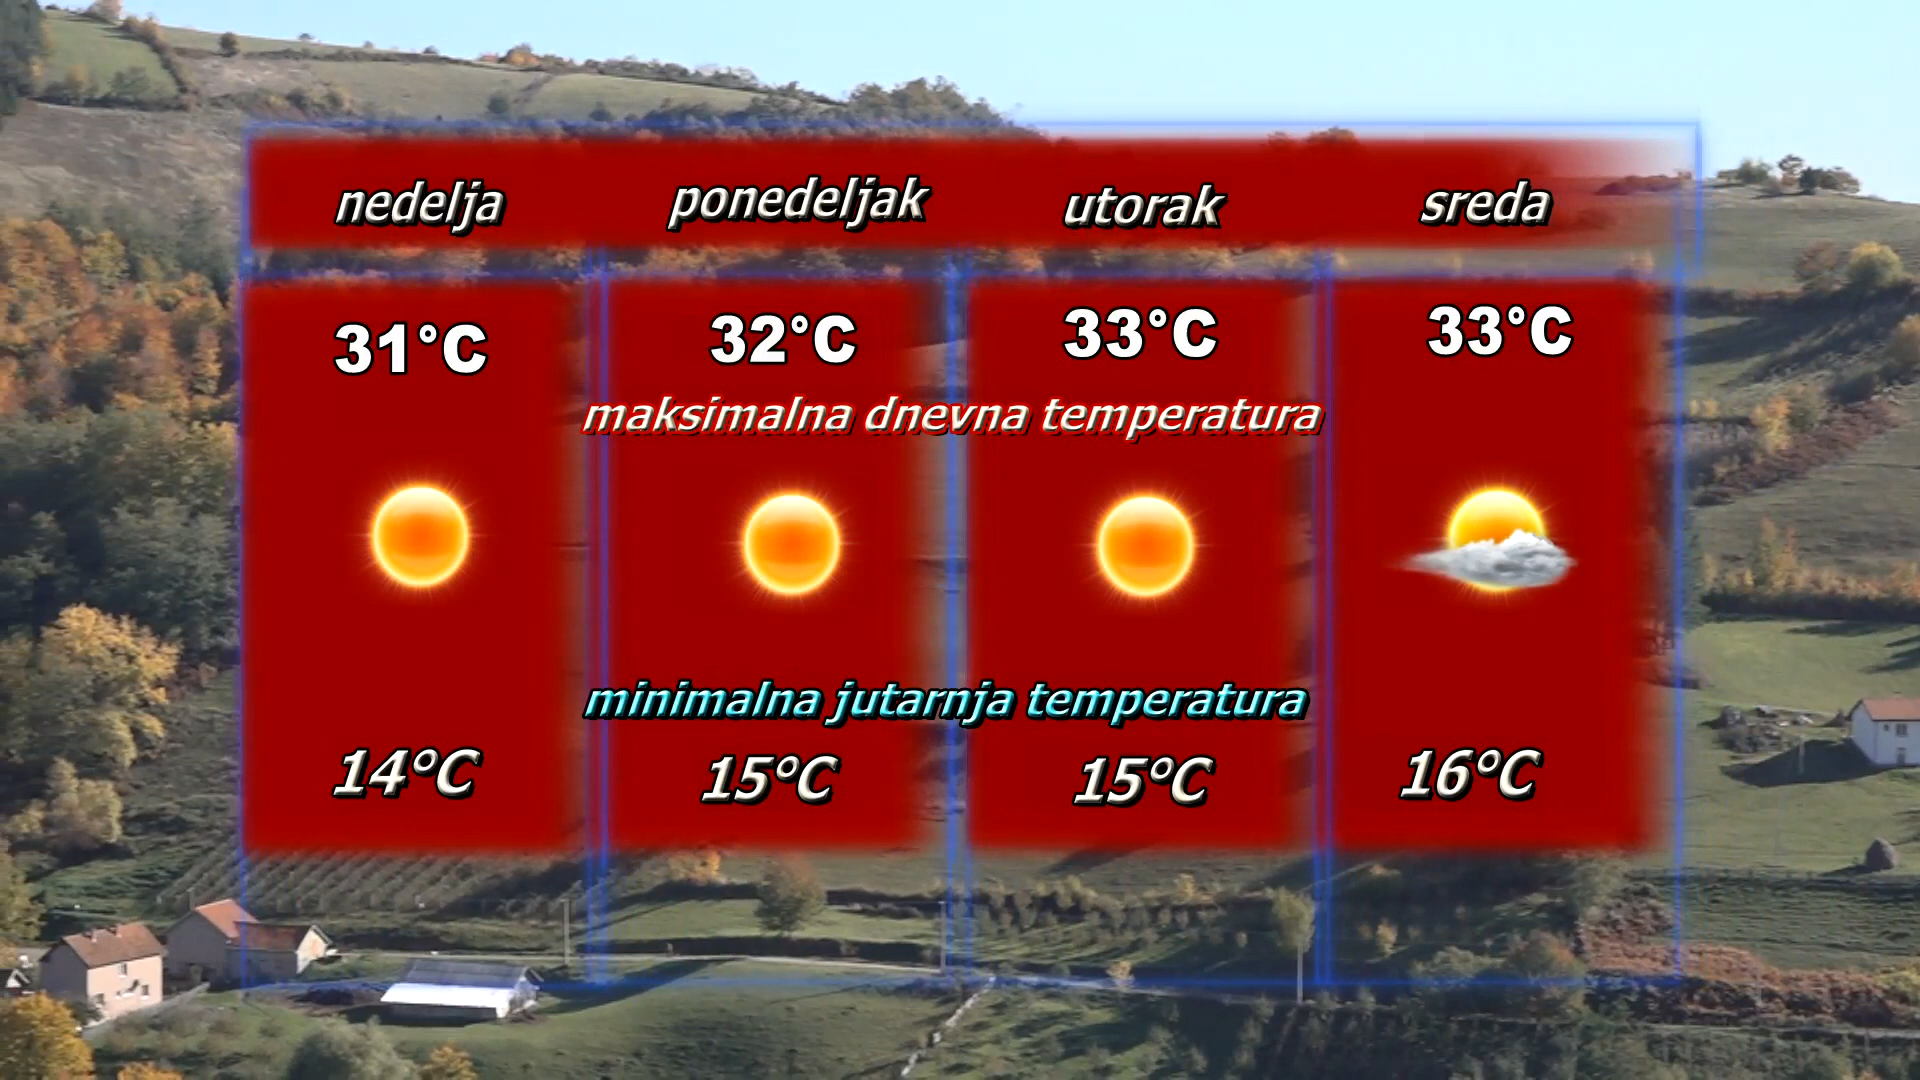 nedelja ponedeljak utorak sreda
31°C 32°C 33°C 33°C
maksimalna dnevna temperatura
minimalna jutarnja temperatura
14°C 15°C 15°C 16°C